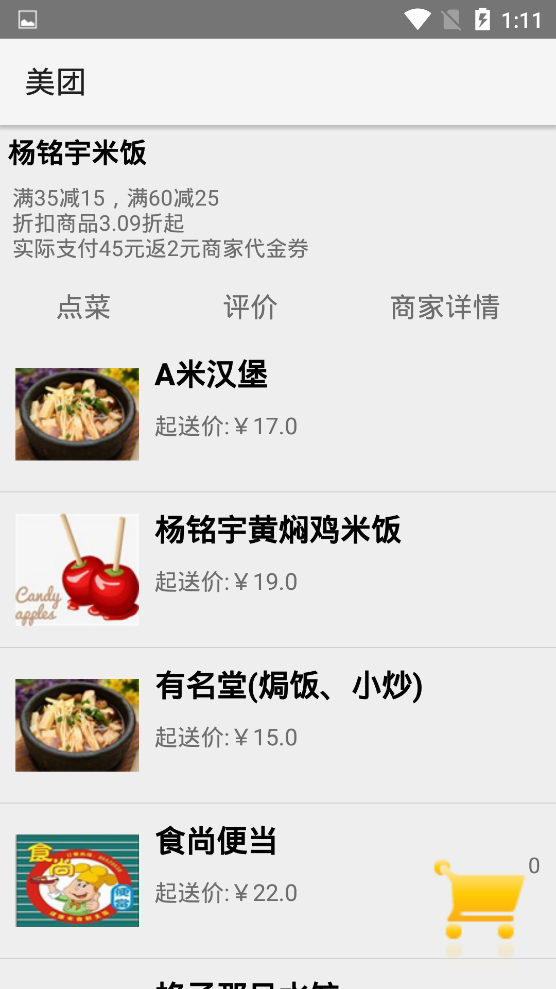 1:11
美团
杨铭宇米饭
满35减15，满60减25
折扣商品3.09折起
实际支付45元返2元商家代金券
点菜 评价 商家详情
A米汉堡
起送价:￥17.0
Candy
apples
杨铭宇黄焖鸡米饭
起送价:￥19.0
有名堂(焗饭、小炒)
起送价:￥15.0
食尚
便當
食尚便当
起送价:￥22.0
0